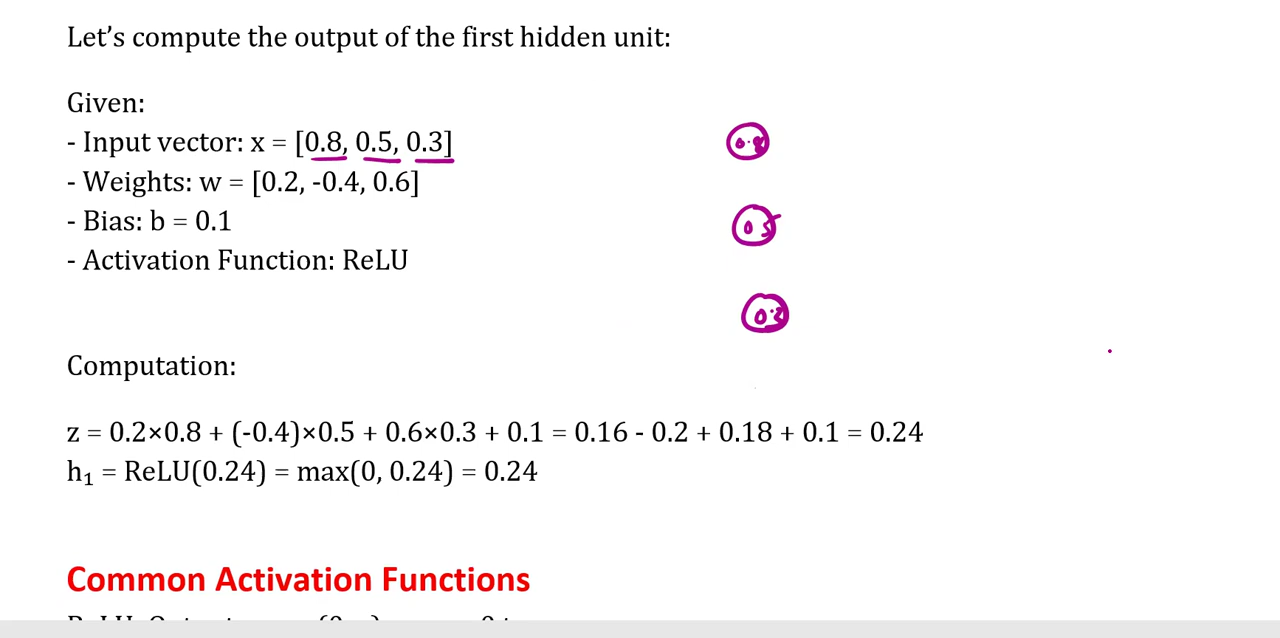 Let's compute the output of the first hidden unit:
Given:
- Input vector: x = [0.8, 0.5, 0.3]
- Weights: w = [0.2, -0.4, 0.6]
- Bias: b = 0.1
- Activation Function: ReLU
Computation:
z = 0.2×0.8 + (-0.4)×0.5 + 0.6×0.3 + 0.1 = 0.16 - 0.2 + 0.18 + 0.1 = 0.24
h₁ = ReLU(0.24) = max(0, 0.24) = 0.24
Common Activation Functions